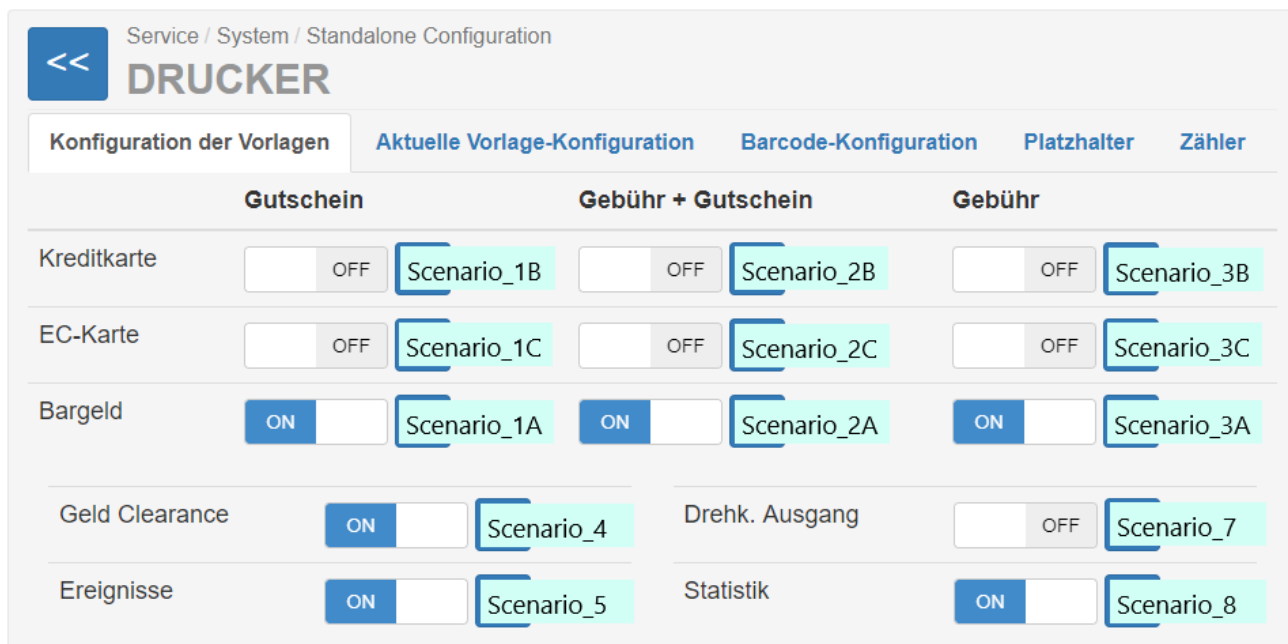 <<
Service / System / Standalone Configuration
DRUCKER
Konfiguration der Vorlagen Aktuelle Vorlage-Konfiguration Barcode-Konfiguration Platzhalter Zähler
Gutschein Gebühr + Gutschein Gebühr
Kreditkarte OFF Scenario_1B OFF Scenario_2B OFF Scenario_3B
EC-Karte OFF Scenario_1C OFF Scenario_2C OFF Scenario_3C
Bargeld ON Scenario_1A ON Scenario_2A ON Scenario_3A
Geld Clearance ON Scenario_4 Drehk. Ausgang OFF Scenario_7
Ereignisse ON Scenario_5 Statistik ON Scenario_8